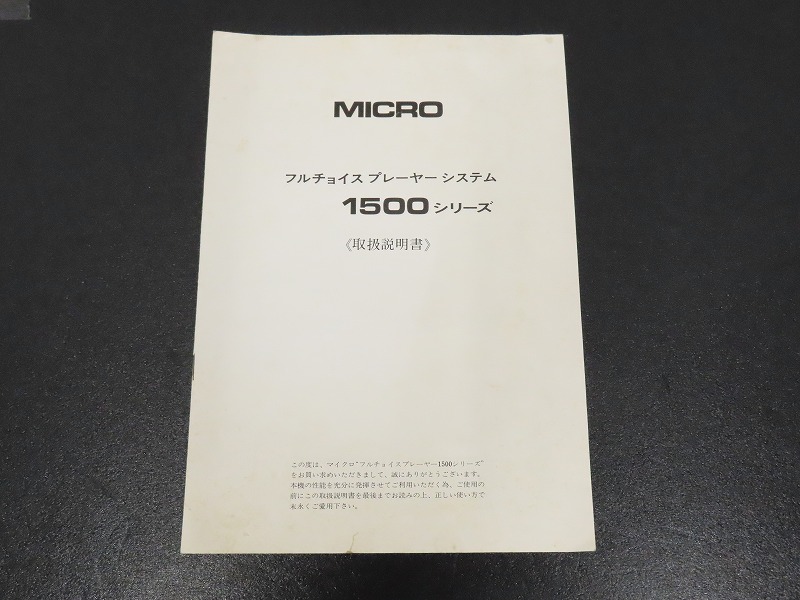 MICRO
フルチョイス プレーヤー システム
1500 シリーズ
《取扱説明書》
この度は、マイクロ"フルチョイスプレーヤー1500シリーズ"
をお買い求めいただきまして、誠にありがとうございます。
本機の性能を充分に発揮させてご利用いただく為、ご使用の
前にこの取扱説明書を最後までお読みの上、正しい使い方で
末永くご愛用下さい。